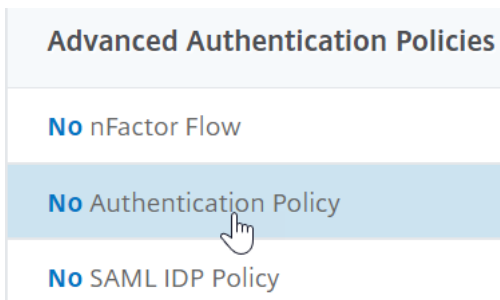 Advanced Authentication Policies
No nFactor Flow
No Authentication Policy
No SAML IDP Policy